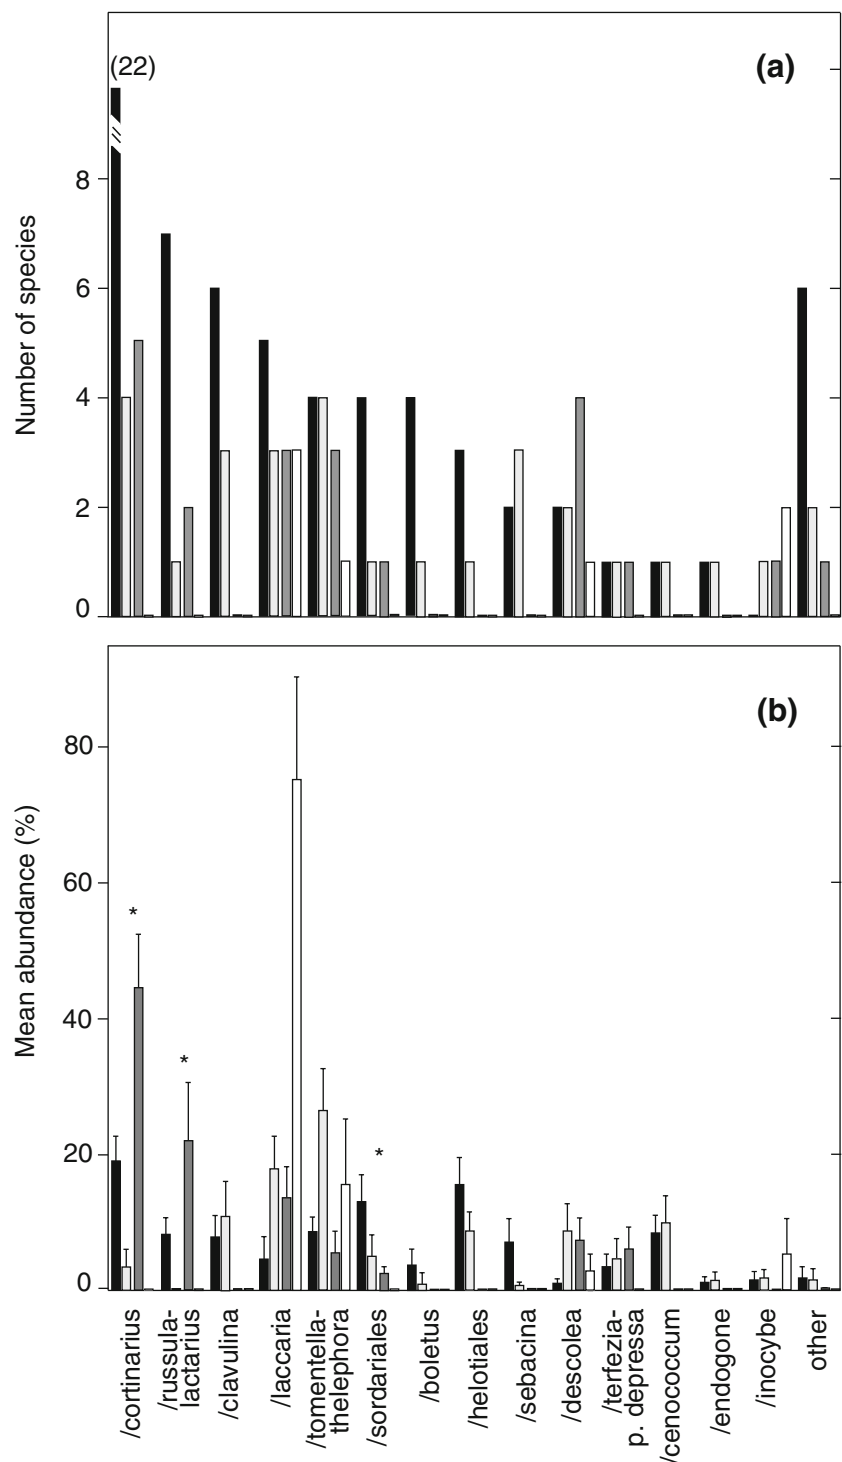 (22)
(a)
8
6
4
2
0
Number of species
(b)
80
60
40
20
0
Mean abundance (%)
*
*
*
/cortinarius
/russula-
lactarius
/clavulina
/laccaria
/tomentella-
thelephora
/sordariales
/boletus
/helotiales
/sebacina
/descolea
/terfezia-
p. depressa
/cenococcum
/endogone
/inocybe
other